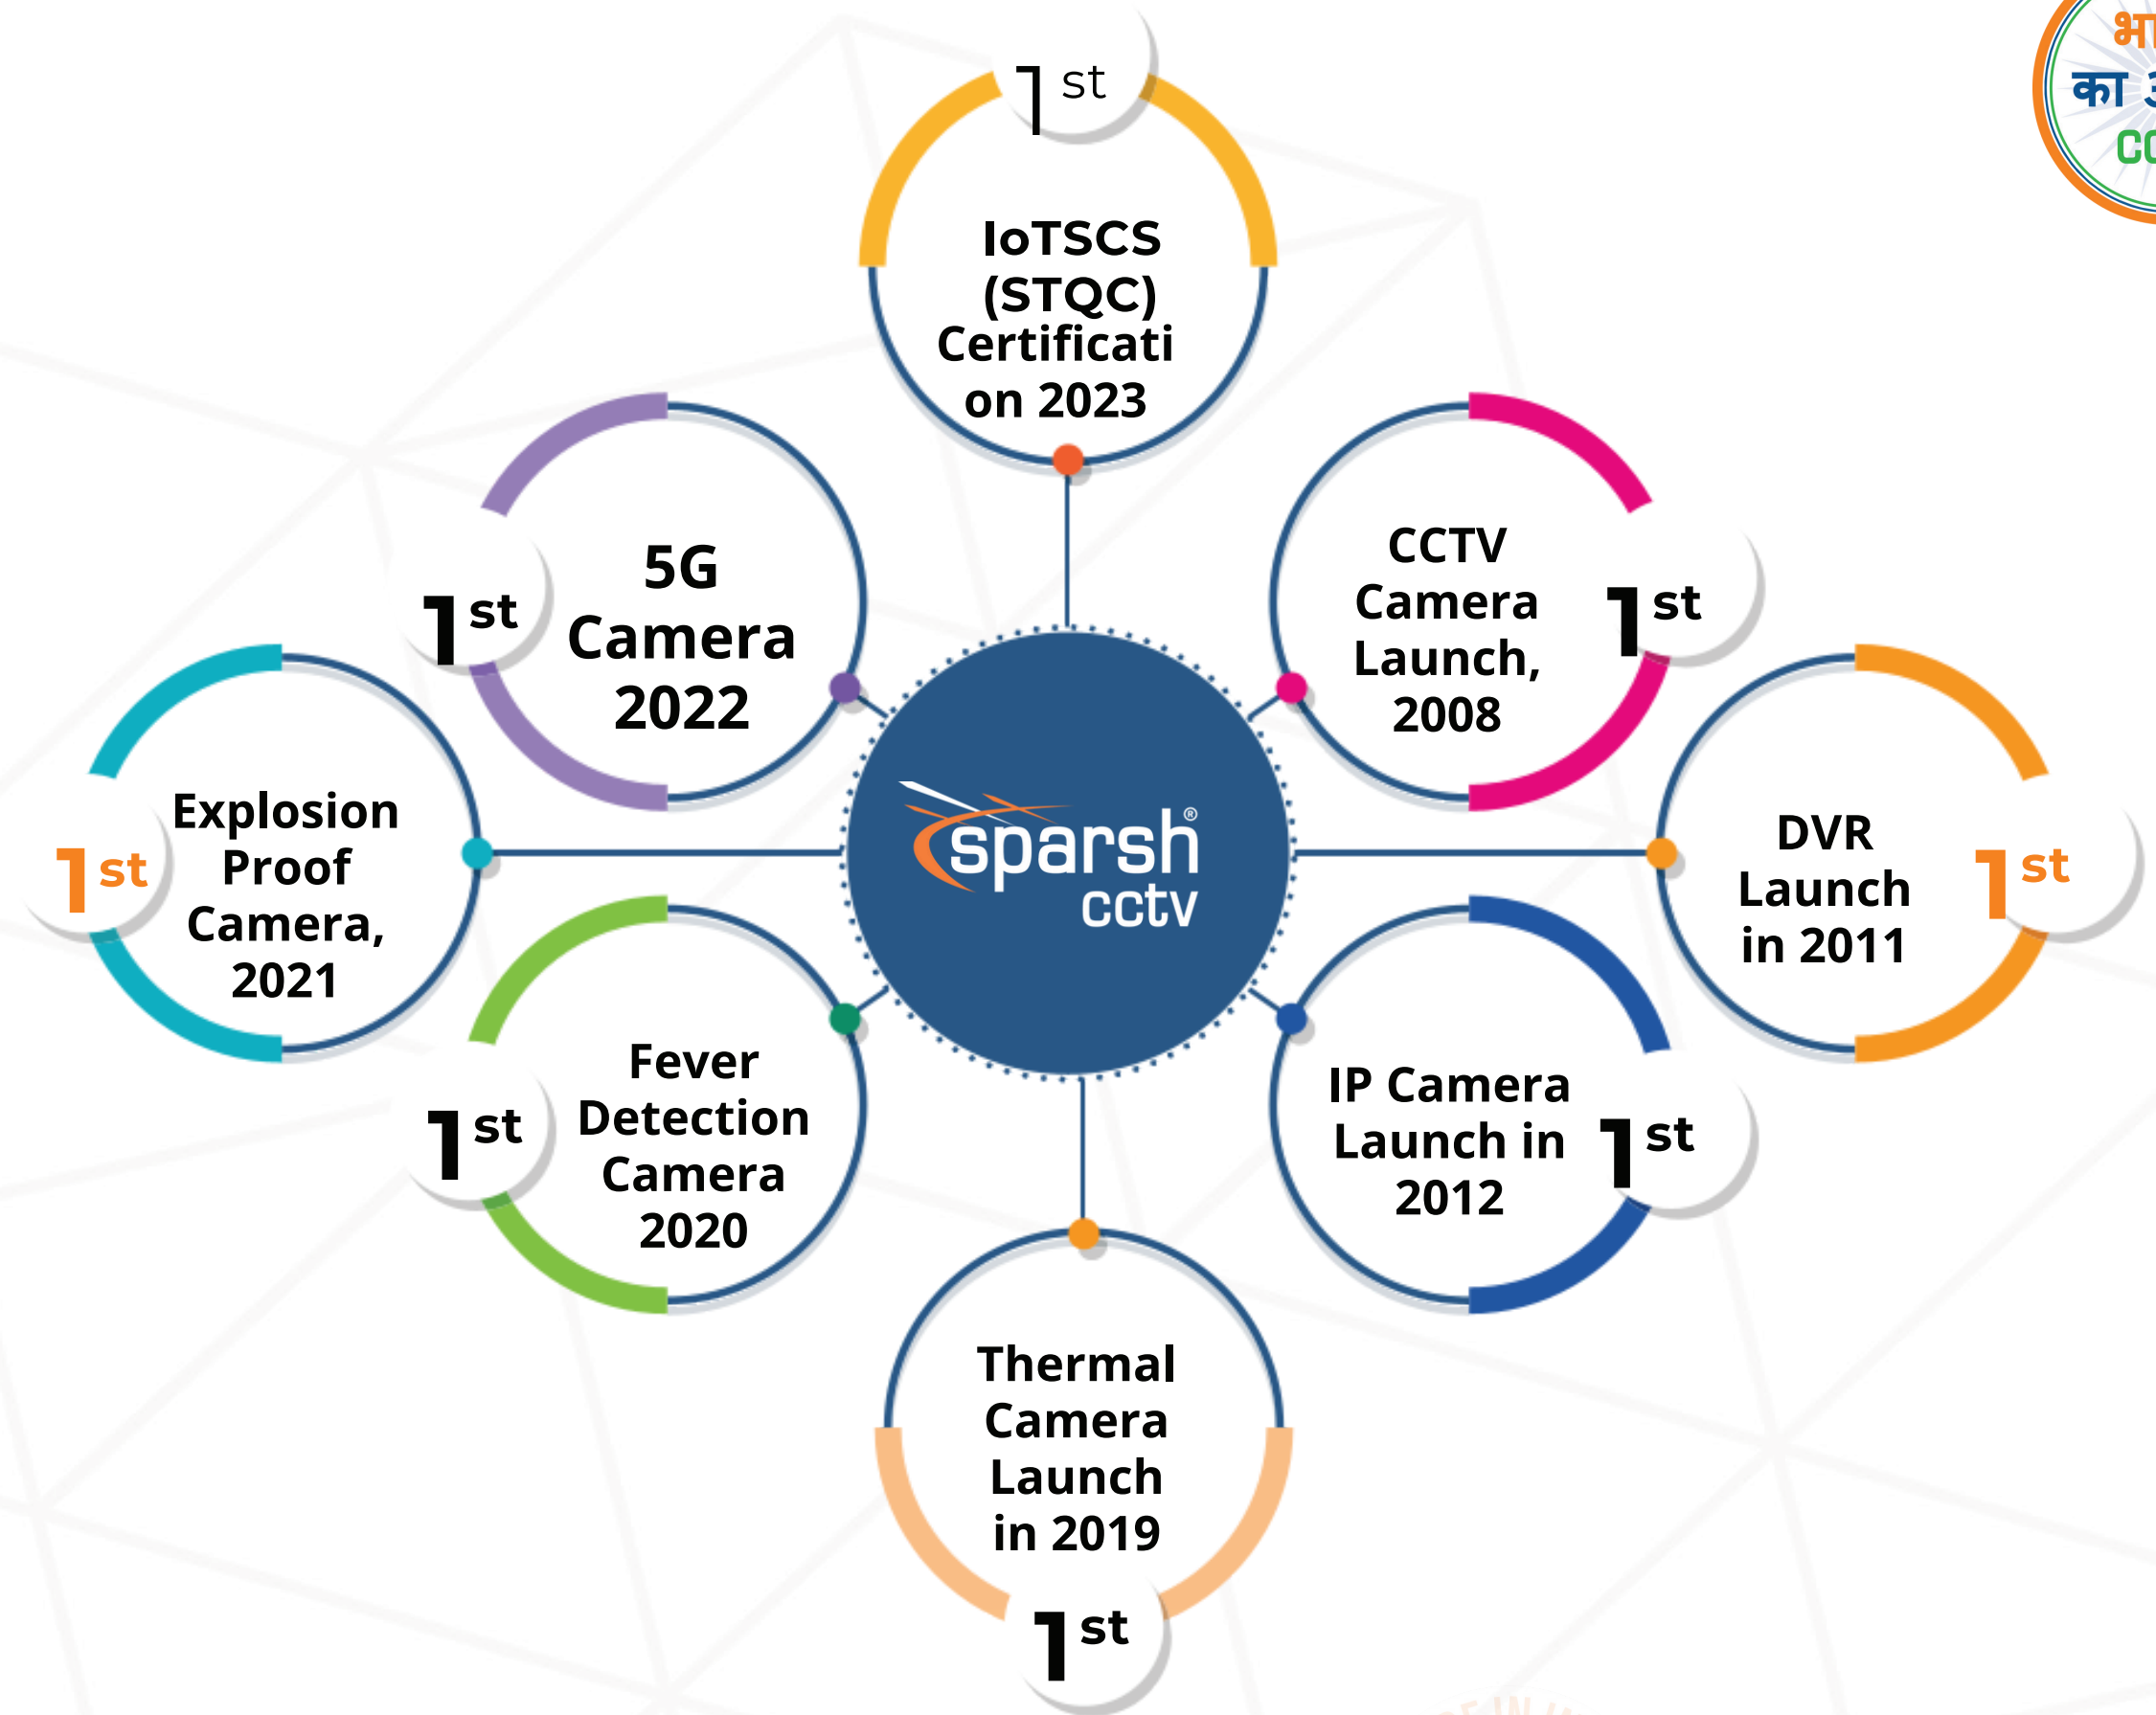 1st
IoTSCS
(STQC)
Certificati
on 2023
का
5G
Camera
2022
1st
CCTV
Camera
Launch,
2008
1st
Explosion
Proof
Camera,
2021
1st
sparsh®
cctv
DVR
Launch
in 2011
1st
Fever
Detection
Camera
2020
1st
IP Camera
Launch in
2012
1st
Thermal
Camera
Launch
in 2019
1st